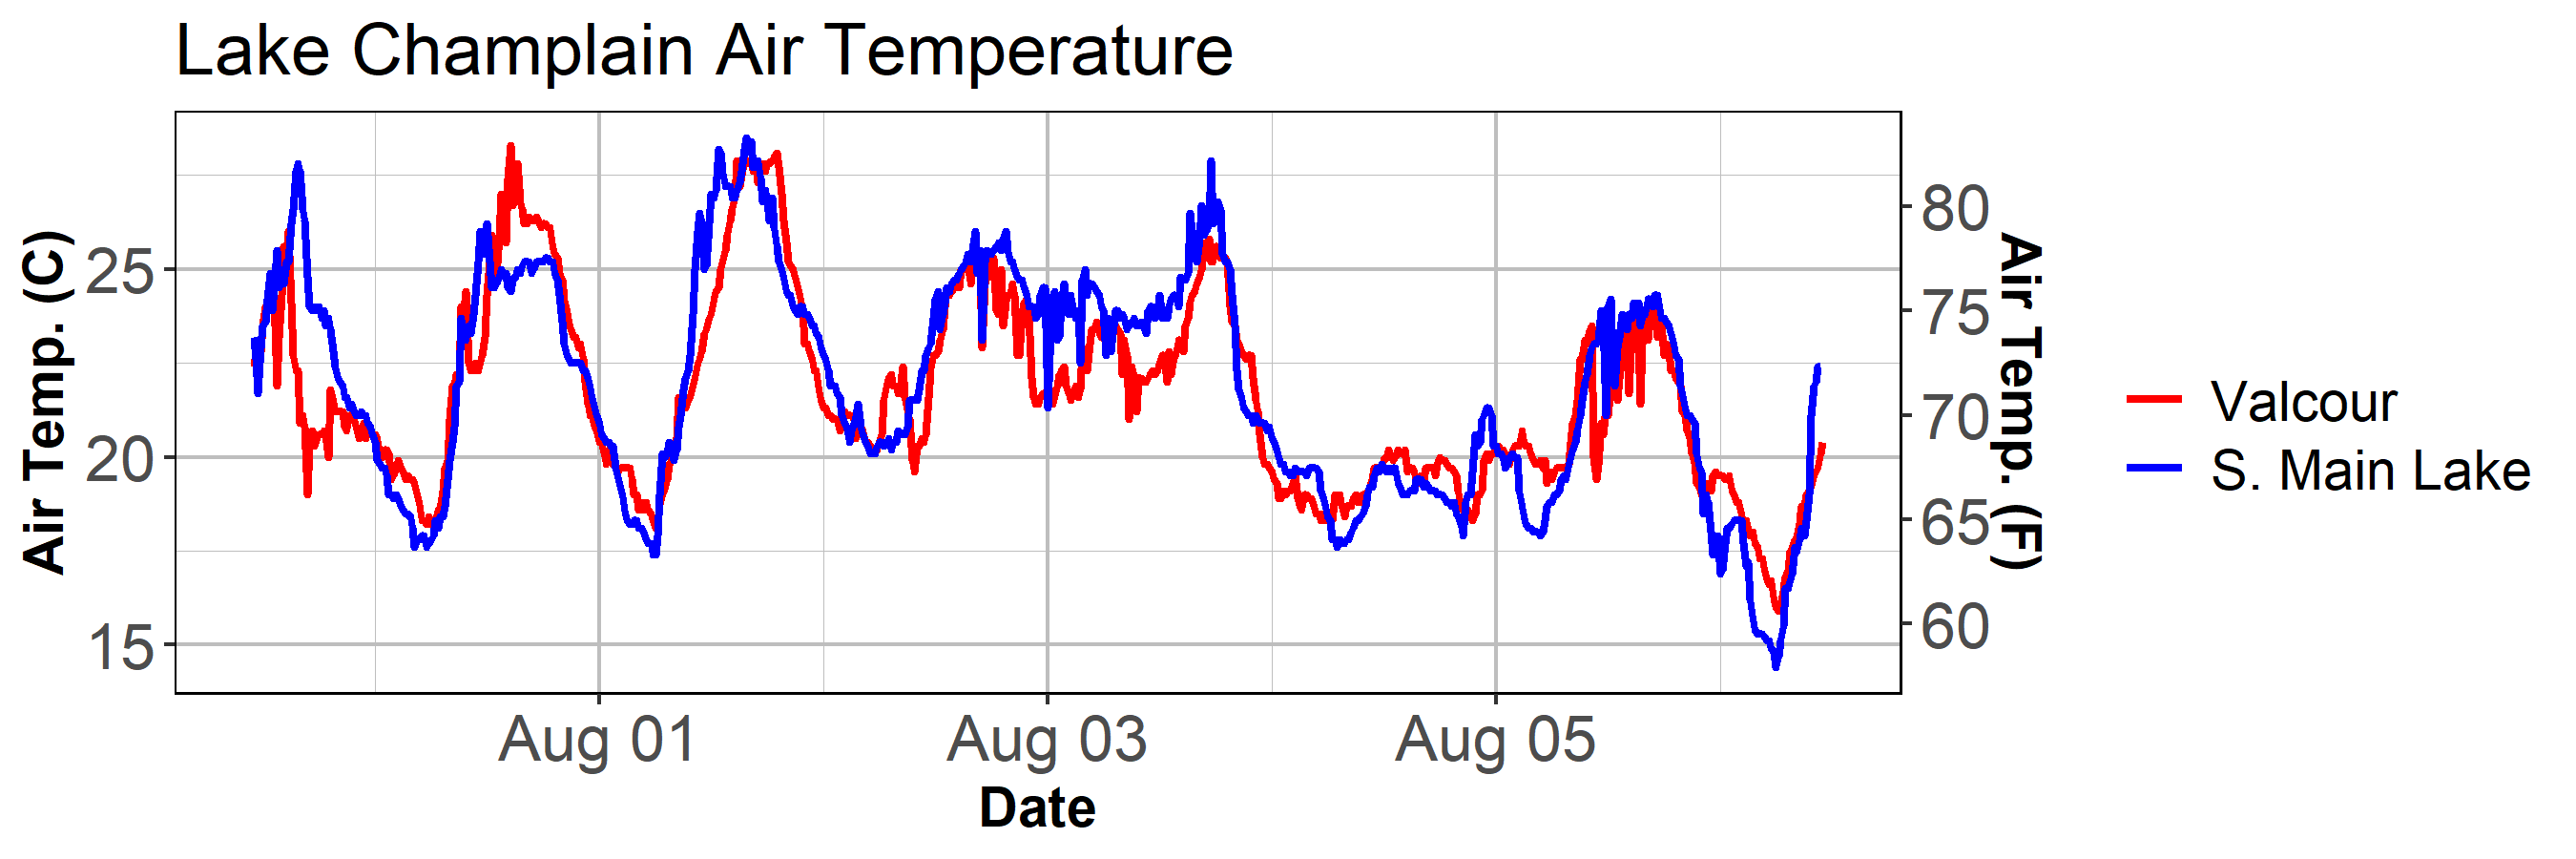 Lake Champlain Air Temperature
Air Temp. (C)
25
20
15
80
75
70
65
60
Air Temp. (F)
Aug 01
Aug 03
Aug 05
Date
Valcour
S. Main Lake